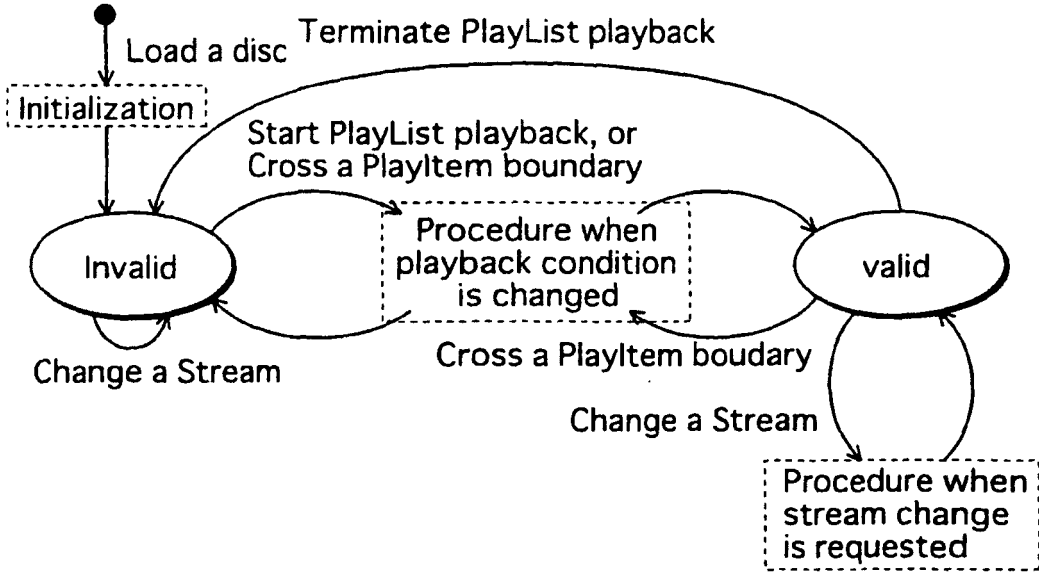 Terminate PlayList playback
Load a disc
Initialization
Start PlayList playback, or
Cross a PlayItem boundary
Procedure when
playback condition
is changed
Invalid
valid
Change a Stream
Cross a PlayItem boudary
Change a Stream
Procedure when
stream change
is requested